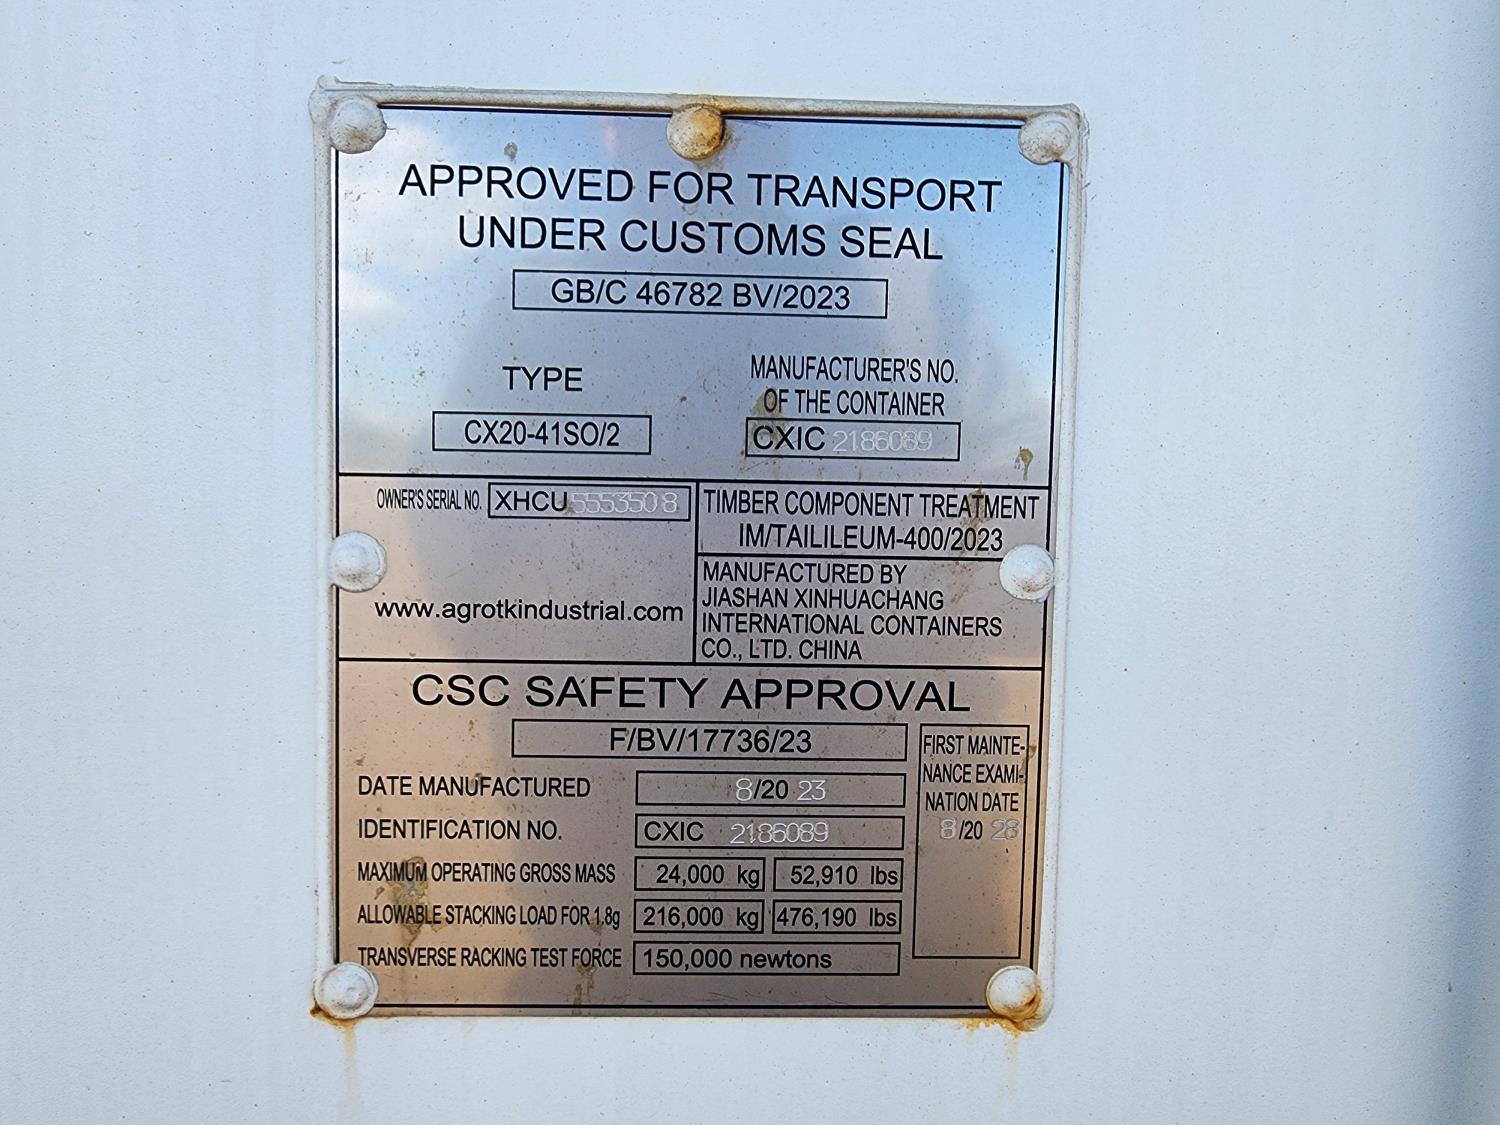 APPROVED FOR TRANSPORT
UNDER CUSTOMS SEAL
GB/C 46782 BV/2023
TYPE
CX20-41SO/2
MANUFACTURER'S NO.
OF THE CONTAINER
CXIC 2186089
OWNER'S SERIAL NO. XHCU 5553508
www.agrotkindustrial.com
TIMBER COMPONENT TREATMENT
IM/TAILILEUM-400/2023
MANUFACTURED BY
JIASHAN XINHUACHANG
INTERNATIONAL CONTAINERS
CO., LTD. CHINA
CSC SAFETY APPROVAL
F/BV/17736/23
DATE MANUFACTURED 8/20 23
IDENTIFICATION NO. CXIC 2186089
MAXIMUM OPERATING GROSS MASS 24,000 kg 52,910 lbs
ALLOWABLE STACKING LOAD FOR 1.8g 216,000 kg 476,190 lbs
TRANSVERSE RACKING TEST FORCE 150,000 newtons
FIRST MAINTE-
NANCE EXAMI-
NATION DATE
8/20 28